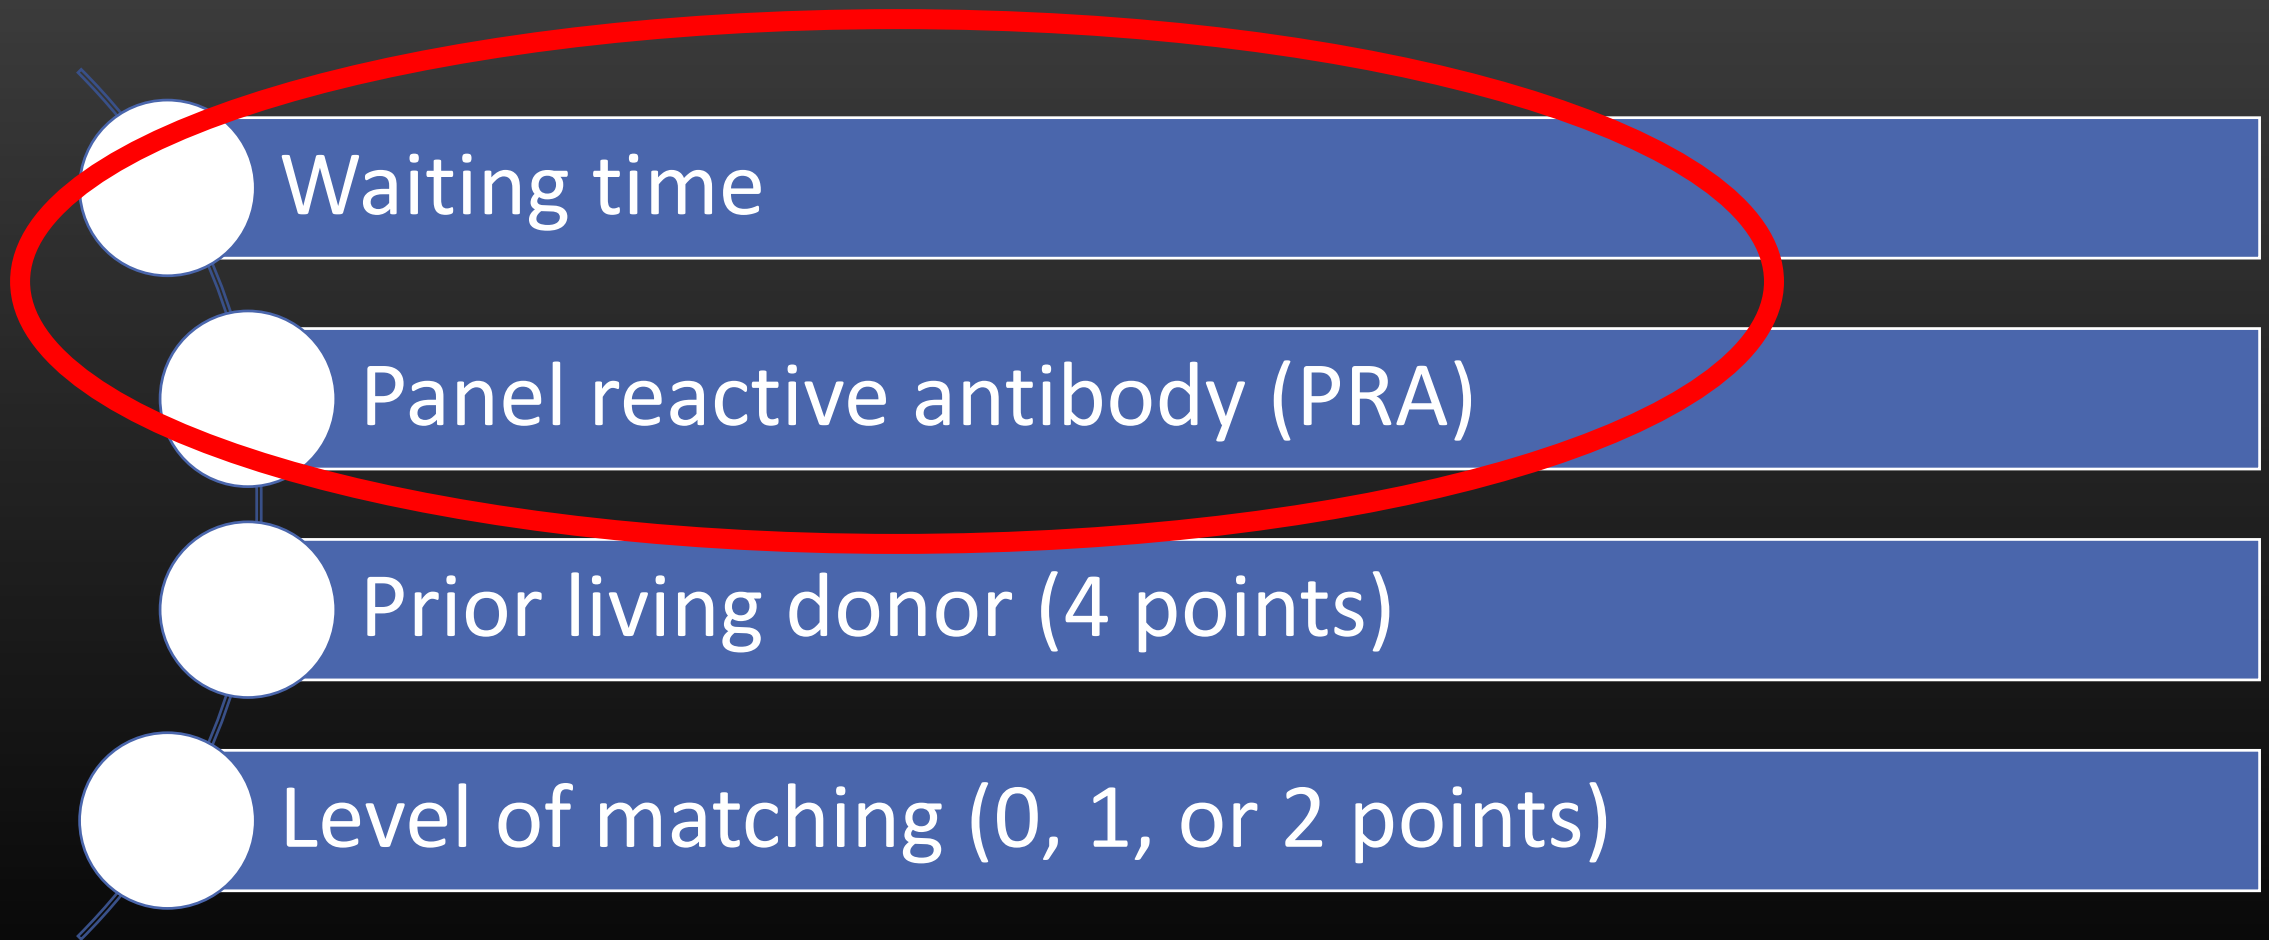 Waiting time
Panel reactive antibody (PRA)
Prior living donor (4 points)
Level of matching (0, 1, or 2 points)